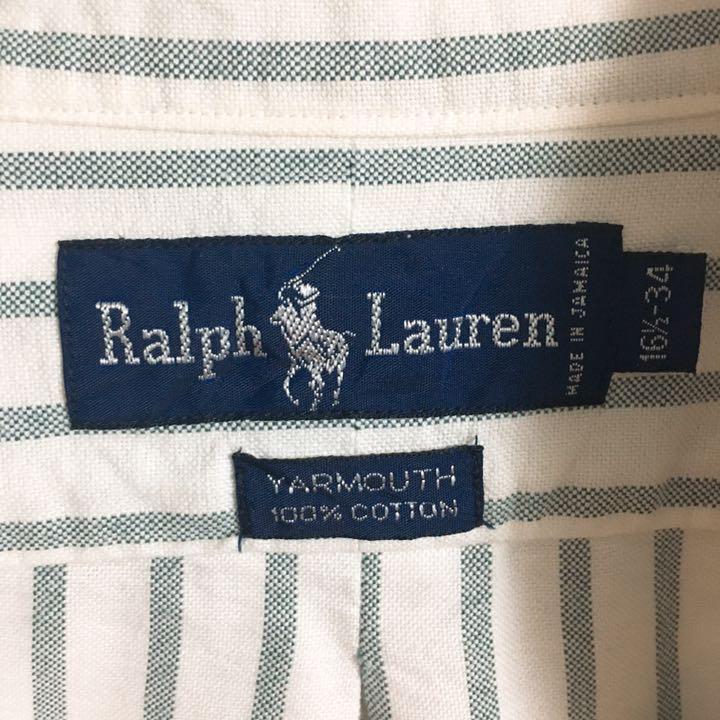 Ralph Lauren
MADE IN JAMAICA
16½-34
YARMOUTH
100% COTTON